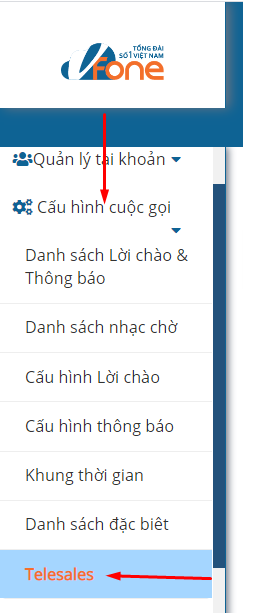 TỔNG ĐÀI
SỐ 1 VIỆT NAM
Fone
Quản lý tài khoản
Cấu hình cuộc gọi
Danh sách Lời chào &
Thông báo
Danh sách nhạc chờ
Cấu hình Lời chào
Cấu hình thông báo
Khung thời gian
Danh sách đặc biêt
Telesales